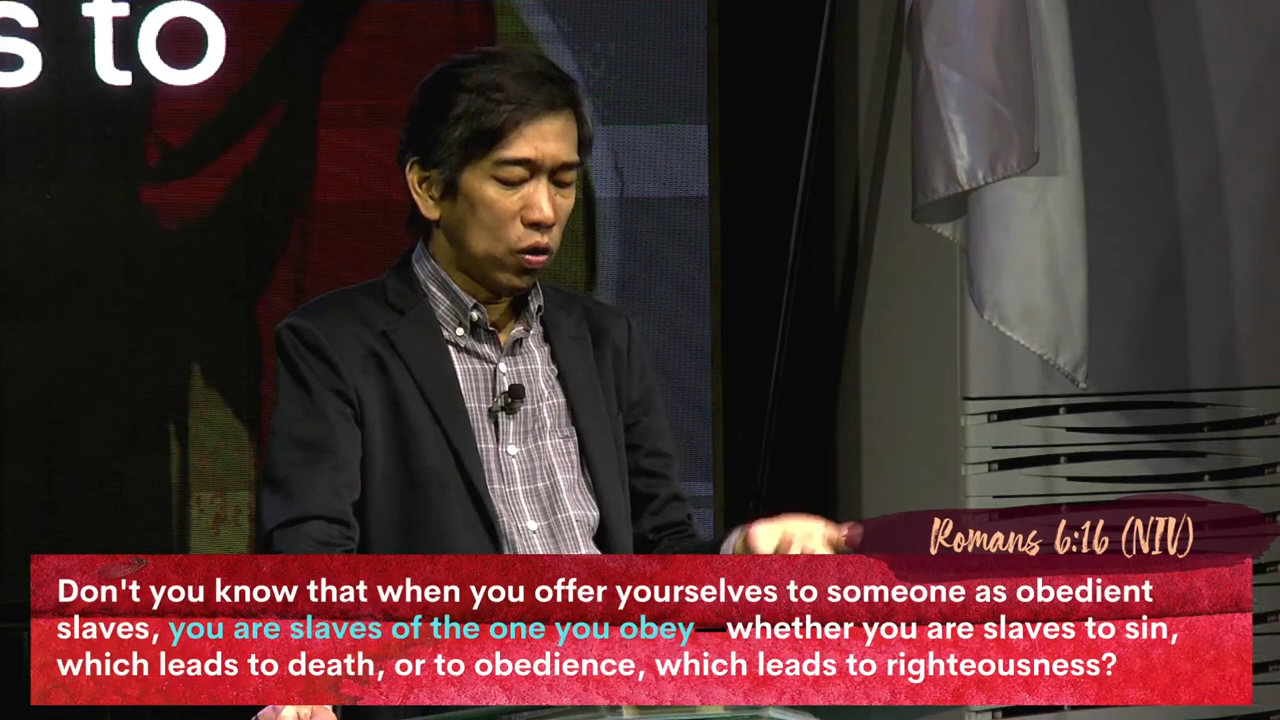 s to
Romans 6:16 (NIV)
Don't you know that when you offer yourselves to someone as obedient
slaves, you are slaves of the one you obey—whether you are slaves to sin,
which leads to death, or to obedience, which leads to righteousness?